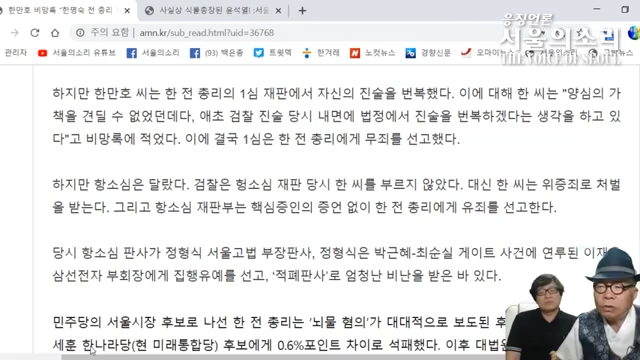 한만호 비망록 "한명숙 전 총리
사실상 식물총장된 윤석열! :서울
응징언론
서울의소리
THE VOICE OF SEOUL
주의 요함
amn.kr/sub_read.html?uid=36768
서울의소리 유튜브
서울의소리
(93) 백은종
트윗덱
한겨레
노컷뉴스
경향신문
오마이
하지만 한만호 씨는 한 전 총리의 1심 재판에서 자신의 진술을 번복했다. 이에 대해 한 씨는 "양심의 가
책을 견딜 수 없었던데다, 애초 검찰 진술 당시 내면에 법정에서 진술을 번복하겠다는 생각을 하고 있
다"고 비망록에 적었다. 이에 결국 1심은 한 전 총리에게 무죄를 선고했다.
하지만 항소심은 달랐다. 검찰은 헝소심 재판 당시 한 씨를 부르지 않았다. 대신 한 씨는 위증죄로 처벌
을 받는다. 그리고 항소심 재판부는 핵심증인의 증언 없이 한 전 총리에게 유죄를 선고한다.
당시 항소심 판사가 정형식 서울고법 부장판사, 정형식은 박근혜-최순실 게이트 사건에 연루된 이재
삼선전자 부회장에게 집행유예를 선고, '적폐판사'로 엄청난 비난을 받은 바 있다.
민주당의 서울시장 후보로 나선 한 전 총리는 '뇌물 혐의'가 대대적으로 보도된 후
세훈 한나라당(현 미래통합당) 후보에게 0.6%포인트 차이로 석패했다. 이후 대법원